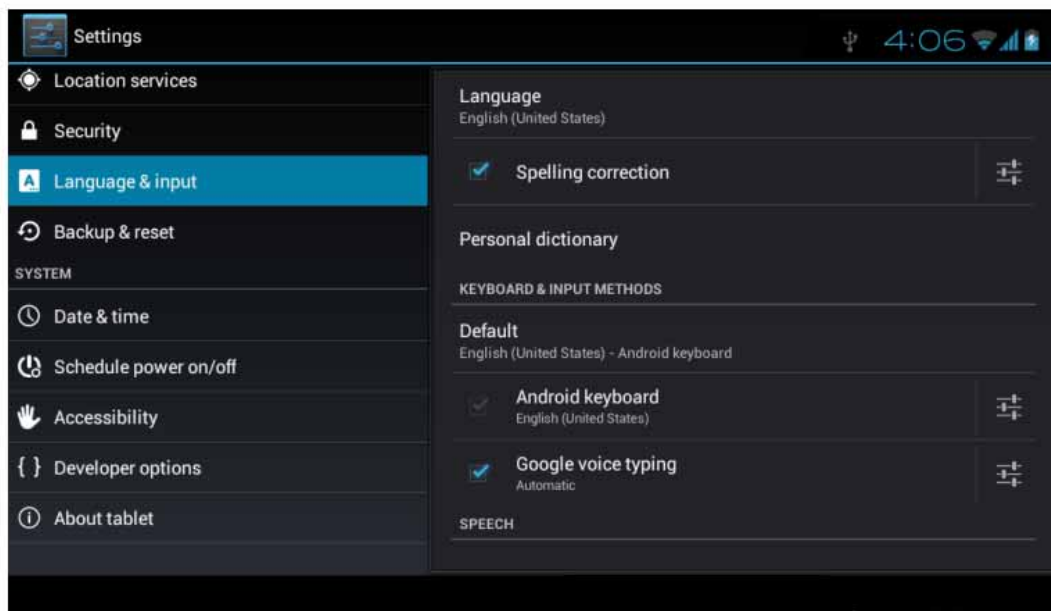 Settings
4:06
Location services
Security
Language & input
Backup & reset
SYSTEM
Date & time
Schedule power on/off
Accessibility
{ } Developer options
About tablet
Language
English (United States)
Spelling correction
Personal dictionary
KEYBOARD & INPUT METHODS
Default
English (United States) - Android keyboard
Android keyboard
English (United States)
Google voice typing
Automatic
SPEECH